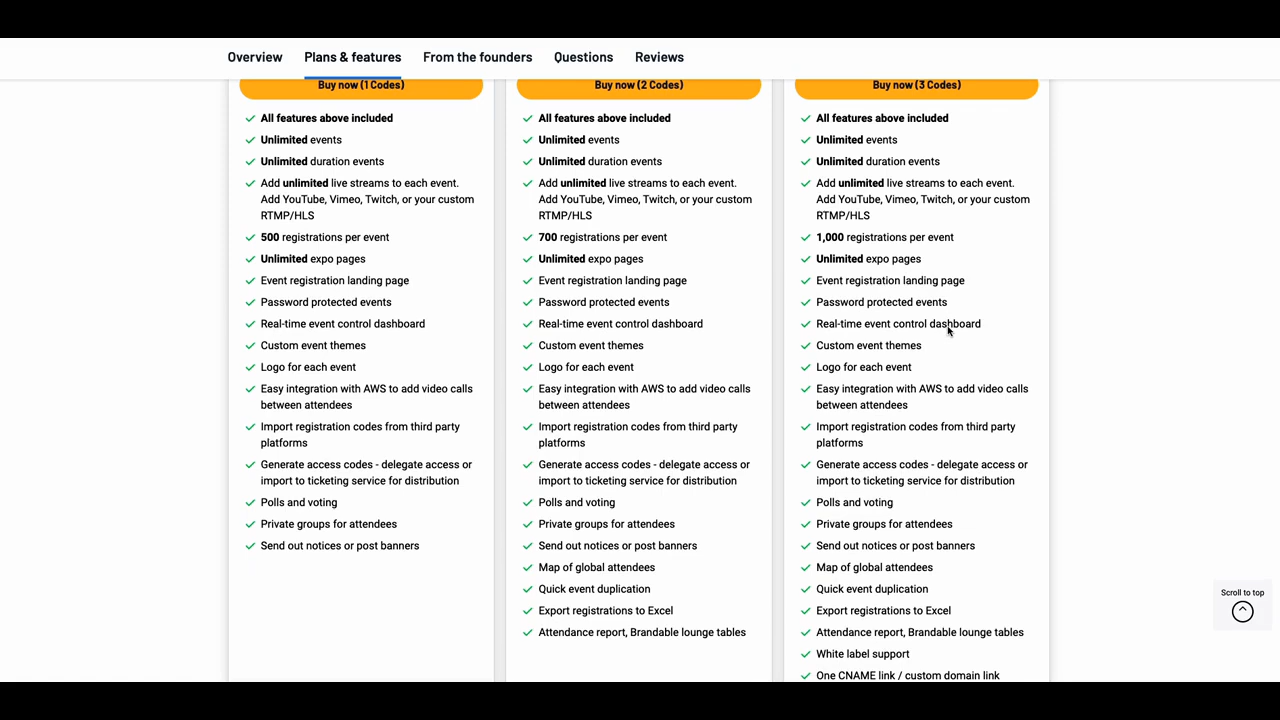 Overview Plans & features From the founders Questions Reviews
Buy now (1 Codes)
All features above included
Unlimited events
Unlimited duration events
Add unlimited live streams to each event.
Add YouTube, Vimeo, Twitch, or your custom
RTMP/HLS
500 registrations per event
Unlimited expo pages
Event registration landing page
Password protected events
Real-time event control dashboard
Custom event themes
Logo for each event
Easy integration with AWS to add video calls
between attendees
Import registration codes from third party
platforms
Generate access codes - delegate access or
import to ticketing service for distribution
Polls and voting
Private groups for attendees
Send out notices or post banners
Buy now (2 Codes)
All features above included
Unlimited events
Unlimited duration events
Add unlimited live streams to each event.
Add YouTube, Vimeo, Twitch, or your custom
RTMP/HLS
700 registrations per event
Unlimited expo pages
Event registration landing page
Password protected events
Real-time event control dashboard
Custom event themes
Logo for each event
Easy integration with AWS to add video calls
between attendees
Import registration codes from third party
platforms
Generate access codes - delegate access or
import to ticketing service for distribution
Polls and voting
Private groups for attendees
Send out notices or post banners
Map of global attendees
Quick event duplication
Export registrations to Excel
Attendance report, Brandable lounge tables
Buy now (3 Codes)
All features above included
Unlimited events
Unlimited duration events
Add unlimited live streams to each event.
Add YouTube, Vimeo, Twitch, or your custom
RTMP/HLS
1,000 registrations per event
Unlimited expo pages
Event registration landing page
Password protected events
Real-time event control dashboard
Custom event themes
Logo for each event
Easy integration with AWS to add video calls
between attendees
Import registration codes from third party
platforms
Generate access codes - delegate access or
import to ticketing service for distribution
Polls and voting
Private groups for attendees
Send out notices or post banners
Map of global attendees
Quick event duplication
Export registrations to Excel
Attendance report, Brandable lounge tables
White label support
One CNAME link / custom domain link
Scroll to top